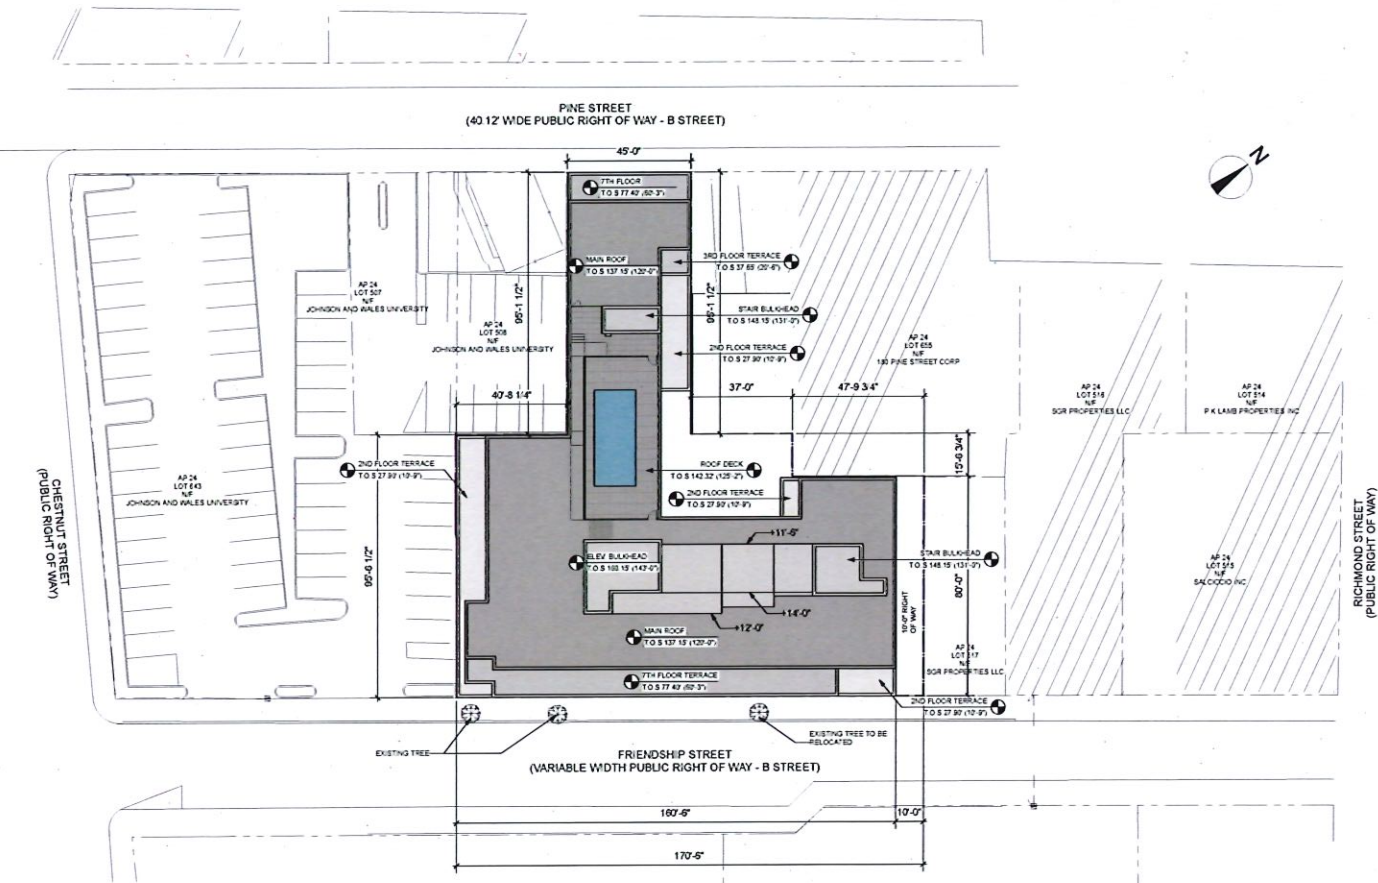 PINE STREET
(40.12' WIDE PUBLIC RIGHT OF WAY - B STREET)
45'-0"
N
7TH FLOOR
T.O.S 77.40' (60'-3")
MAIN ROOF
T.O.S 137.15' (120'-0")
3RD FLOOR TERRACE
T.O.S 37.65' (20'-6")
95'-1 1/2"
95'-1 1/2"
STAIR BULKHEAD
T.O.S 148.15' (131'-0")
2ND FLOOR TERRACE
T.O.S 27.90' (10'-9")
AP 24
LOT 507
N/F
JOHNSON AND WALES UNIVERSITY
AP 24
LOT 508
N/F
JOHNSON AND WALES UNIVERSITY
AP 24
LOT 655
N/F
180 PINE STREET CORP
40'-8 1/4"
37'-0"
47'-9 3/4"
AP 24
LOT 516
N/F
SGR PROPERTIES LLC
AP 24
LOT 514
N/F
P K LAMB PROPERTIES INC
15'-9 3/4"
2ND FLOOR TERRACE
T.O.S 27.90' (10'-9")
ROOF DECK
T.O.S 142.32' (125'-2")
2ND FLOOR TERRACE
T.O.S 27.90' (10'-9")
AP 24
LOT 643
N/F
JOHNSON AND WALES UNIVERSITY
CHESTNUT STREET
(PUBLIC RIGHT OF WAY)
RICHMOND STREET
(PUBLIC RIGHT OF WAY)
95'-6 1/2"
+11'-6"
ELEV. BULKHEAD
T.O.S 160.15' (143'-0")
STAIR BULKHEAD
T.O.S 148.15' (131'-0")
80'-0"
AP 24
LOT 515
N/F
SALCICCIO INC
+14'-0"
+12'-0"
10'-0" RIGHT
OF WAY
MAIN ROOF
T.O.S 137.15' (120'-0")
AP 24
LOT 517
N/F
SGR PROPERTIES LLC
7TH FLOOR TERRACE
T.O.S 77.40' (60'-3")
2ND FLOOR TERRACE
T.O.S 27.90' (10'-9")
EXISTING TREE
EXISTING TREE TO BE
RELOCATED
FRIENDSHIP STREET
(VARIABLE WIDTH PUBLIC RIGHT OF WAY - B STREET)
160'-6"
10'-0"
170'-6"